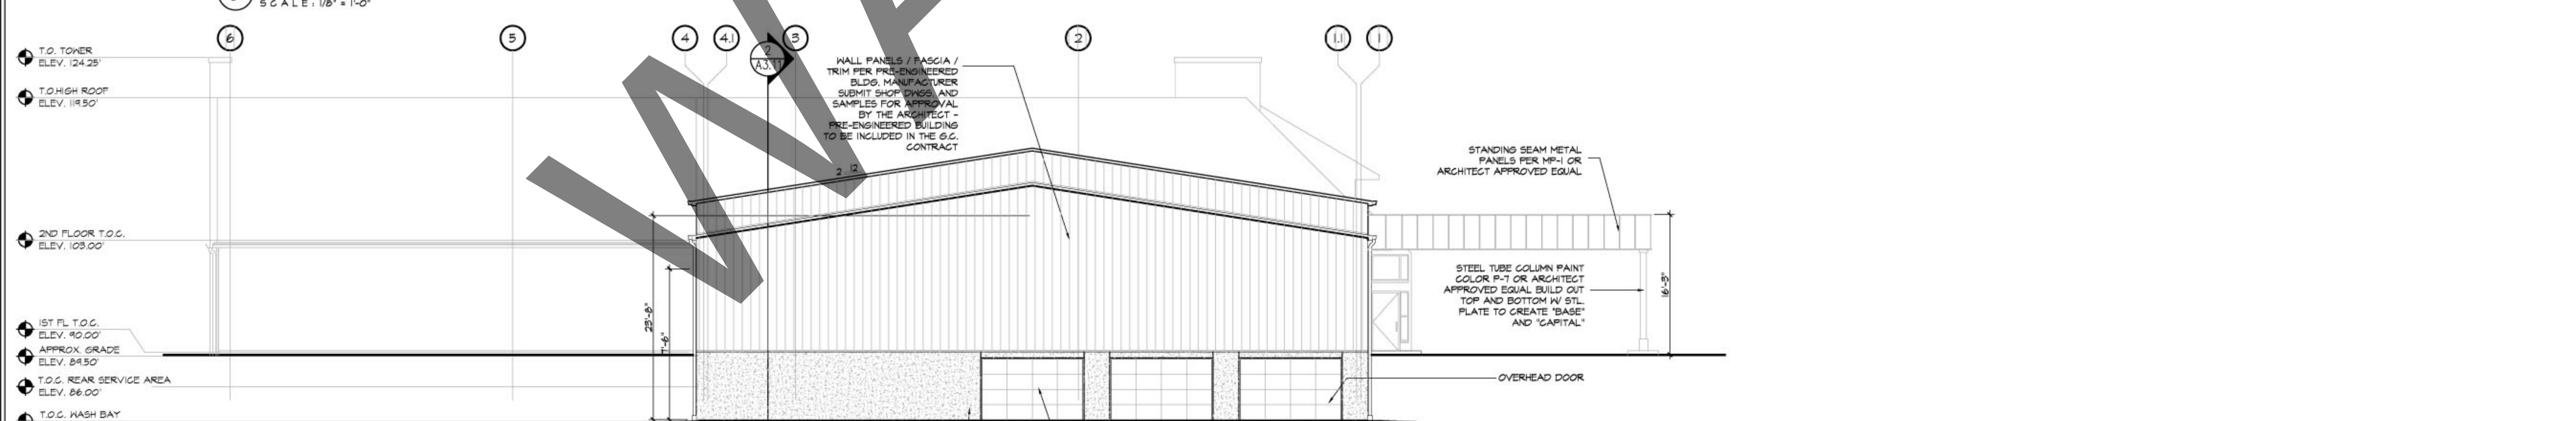 SCALE: 1/8" = 1'-0"
6
5
4
4.1
3
2
1.1
1
2
A3.11
T.O. TOWER
ELEV. 124.25'
T.O.HIGH ROOF
ELEV. 119.50'
2ND FLOOR T.O.C.
ELEV. 103.00'
1ST FL T.O.C.
ELEV. 90.00'
APPROX. GRADE
ELEV. 89.50'
T.O.C. REAR SERVICE AREA
ELEV. 86.00'
T.O.C. WASH BAY
WALL PANELS / FASCIA /
TRIM PER PRE-ENGINEERED
BLDG. MANUFACTURER
SUBMIT SHOP DWGS. AND
SAMPLES FOR APPROVAL
BY THE ARCHITECT -
PRE-ENGINEERED BUILDING
TO BE INCLUDED IN THE G.C.
CONTRACT
2
12
23'-8"
STANDING SEAM METAL
PANELS PER MP-1 OR
ARCHITECT APPROVED EQUAL
STEEL TUBE COLUMN PAINT
COLOR P-7 OR ARCHITECT
APPROVED EQUAL BUILD OUT
TOP AND BOTTOM W/ STL.
PLATE TO CREATE "BASE"
AND "CAPITAL"
16'-3"
OVERHEAD DOOR